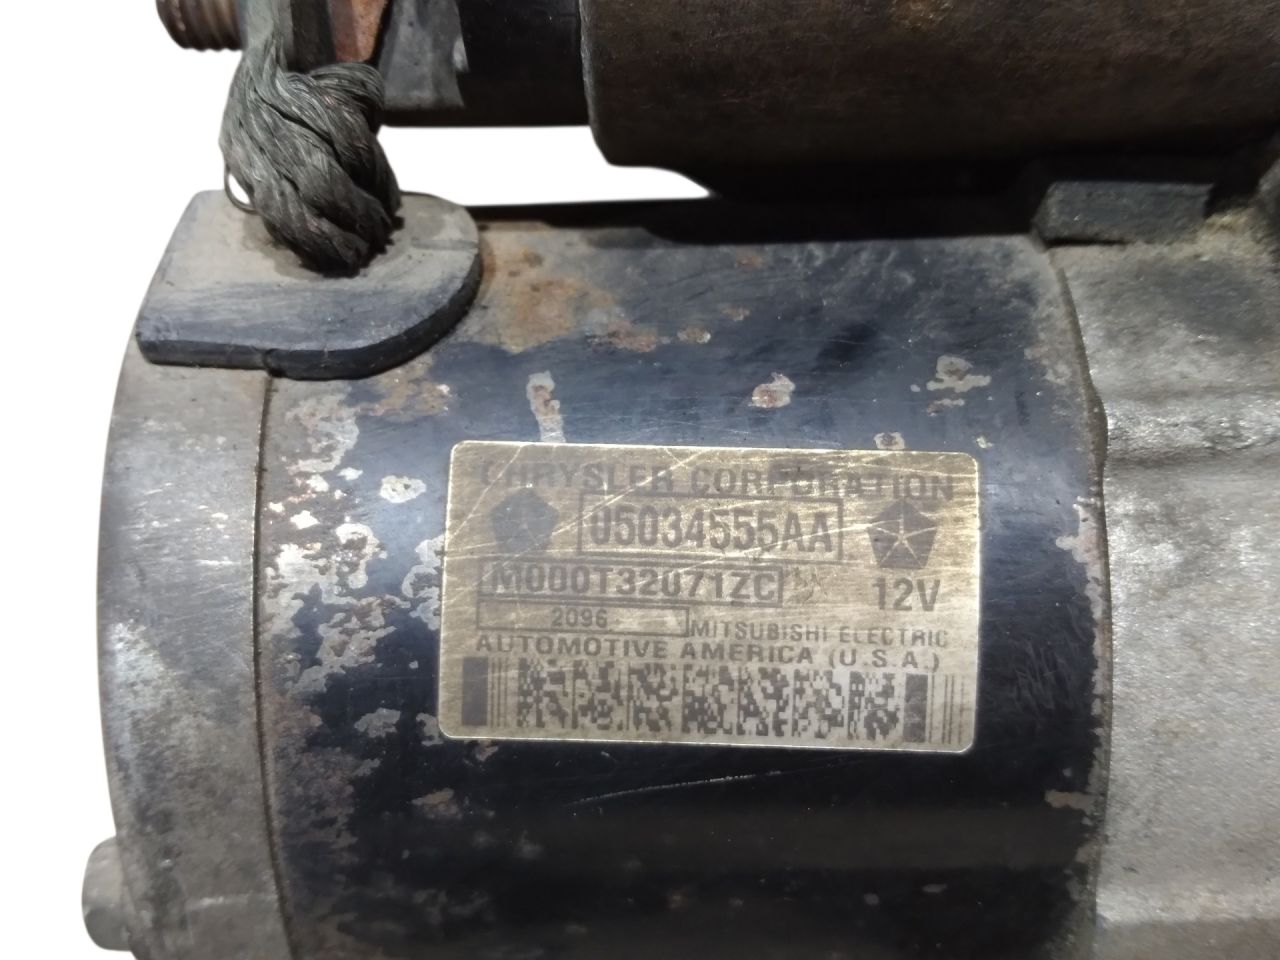 CHRYSLER CORPORATION
05034555AA
M000T32071ZC
12V
2096
MITSUBISHI ELECTRIC
AUTOMOTIVE AMERICA (U.S.A.)